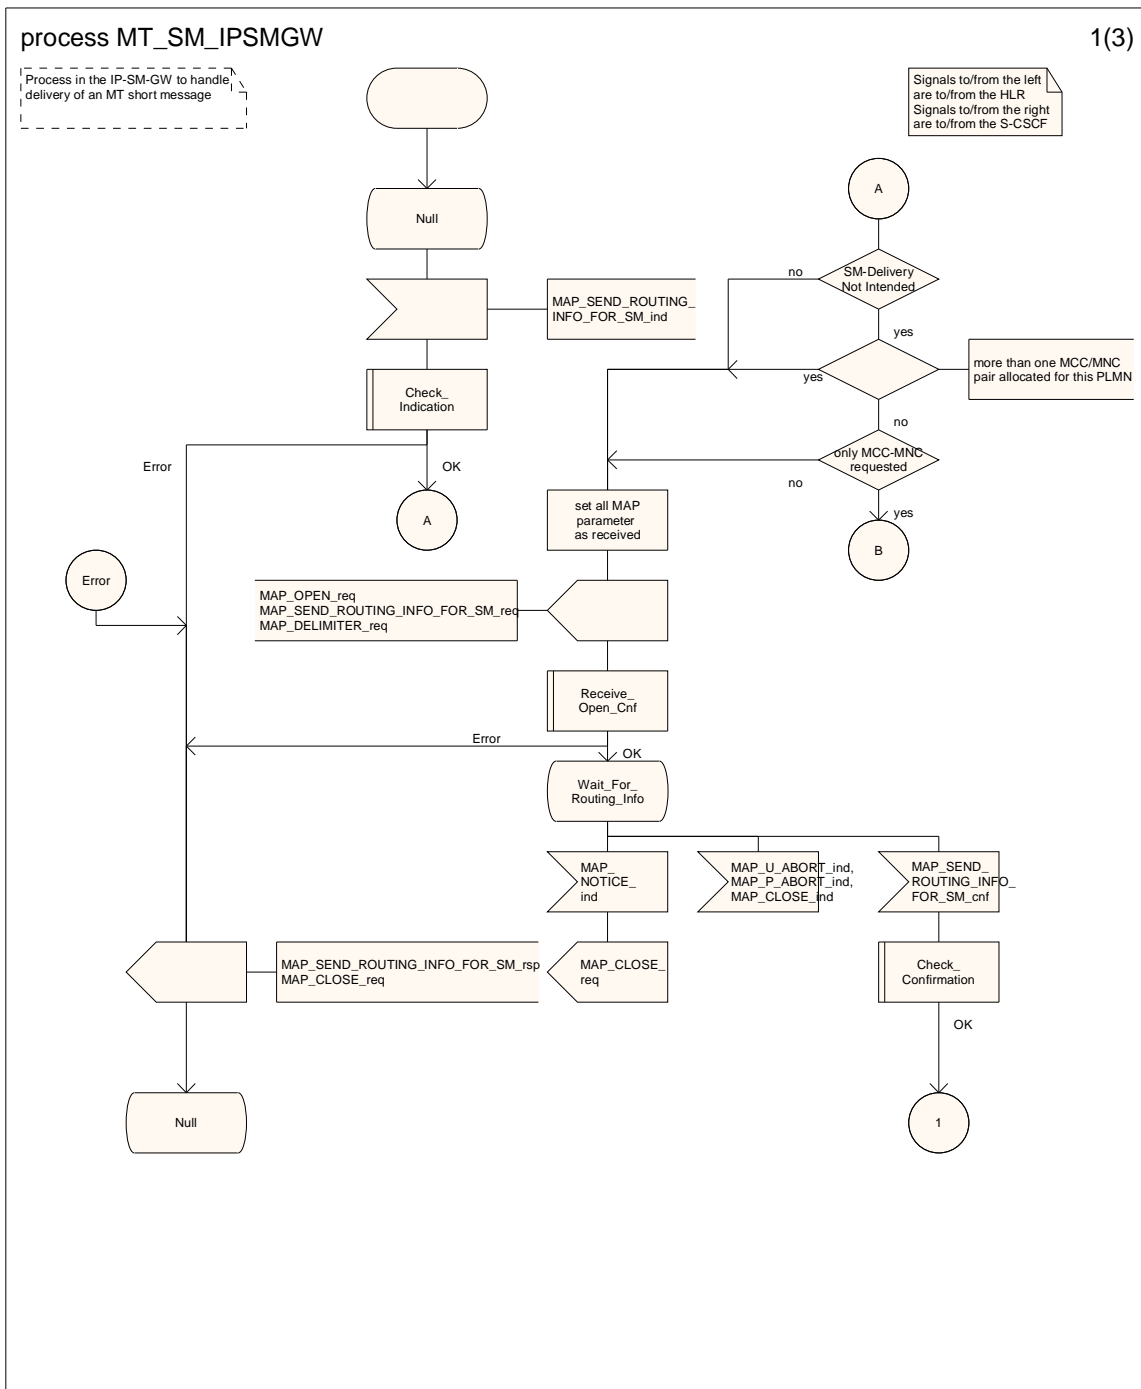 process MT_SM_IPSMGW
1(3)
Process in the IP-SM-GW to handle
delivery of an MT short message
Signals to/from the left
are to/from the HLR
Signals to/from the right
are to/from the S-CSCF
A
Null
no
SM-Delivery
Not Intended
MAP_SEND_ROUTING_
INFO_FOR_SM_ind
yes
more than one MCC/MNC
pair allocated for this PLMN
yes
Check_
Indication
no
Error
OK
only MCC-MNC
requested
no
A
set all MAP
parameter
as received
yes
B
Error
MAP_OPEN_req
MAP_SEND_ROUTING_INFO_FOR_SM_req
MAP_DELIMITER_req
Receive_
Open_Cnf
Error
OK
Wait_For_
Routing_Info
MAP_
NOTICE_
ind
MAP_U_ABORT_ind,
MAP_P_ABORT_ind,
MAP_CLOSE_ind
MAP_SEND_
ROUTING_INFO_
FOR_SM_cnf
MAP_SEND_ROUTING_INFO_FOR_SM_rsp
MAP_CLOSE_req
MAP_CLOSE_
req
Check_
Confirmation
OK
Null
1